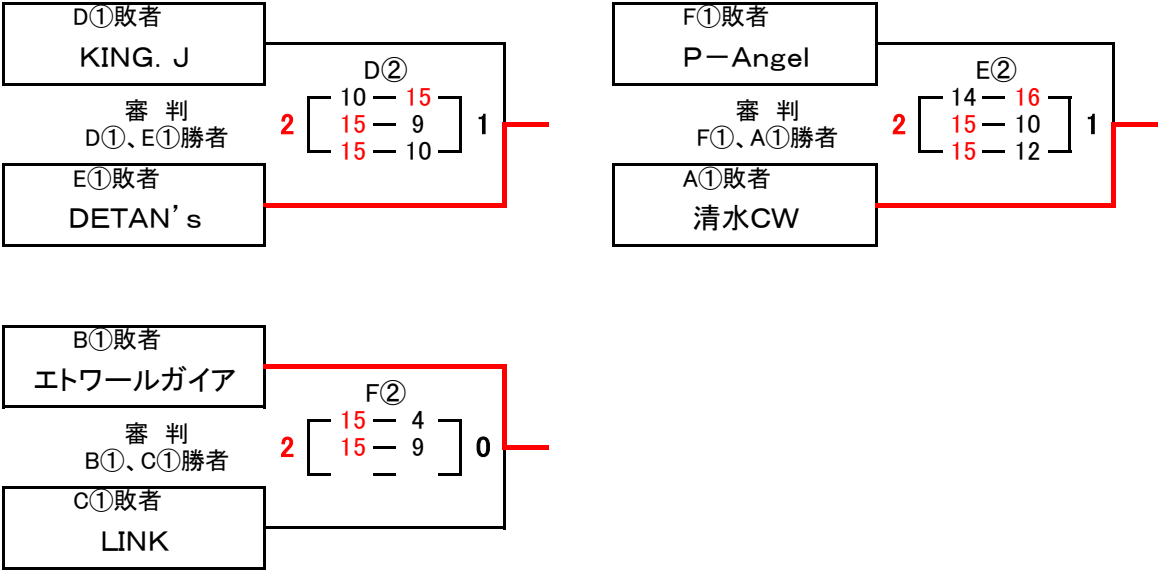 D①敗者
KING．J
D②
10 ― 15
審　判
2
15 ― 9
1
D①、E①勝者
15 ― 10
E①敗者
DETAN’s
F①敗者
P－Angel
E②
14 ― 16
審　判
2
15 ― 10
1
F①、A①勝者
15 ― 12
A①敗者
清水CW
B①敗者
エトワールガイア
F②
15 ― 4
審　判
2
15 ― 9
0
B①、C①勝者
―
C①敗者
LINK